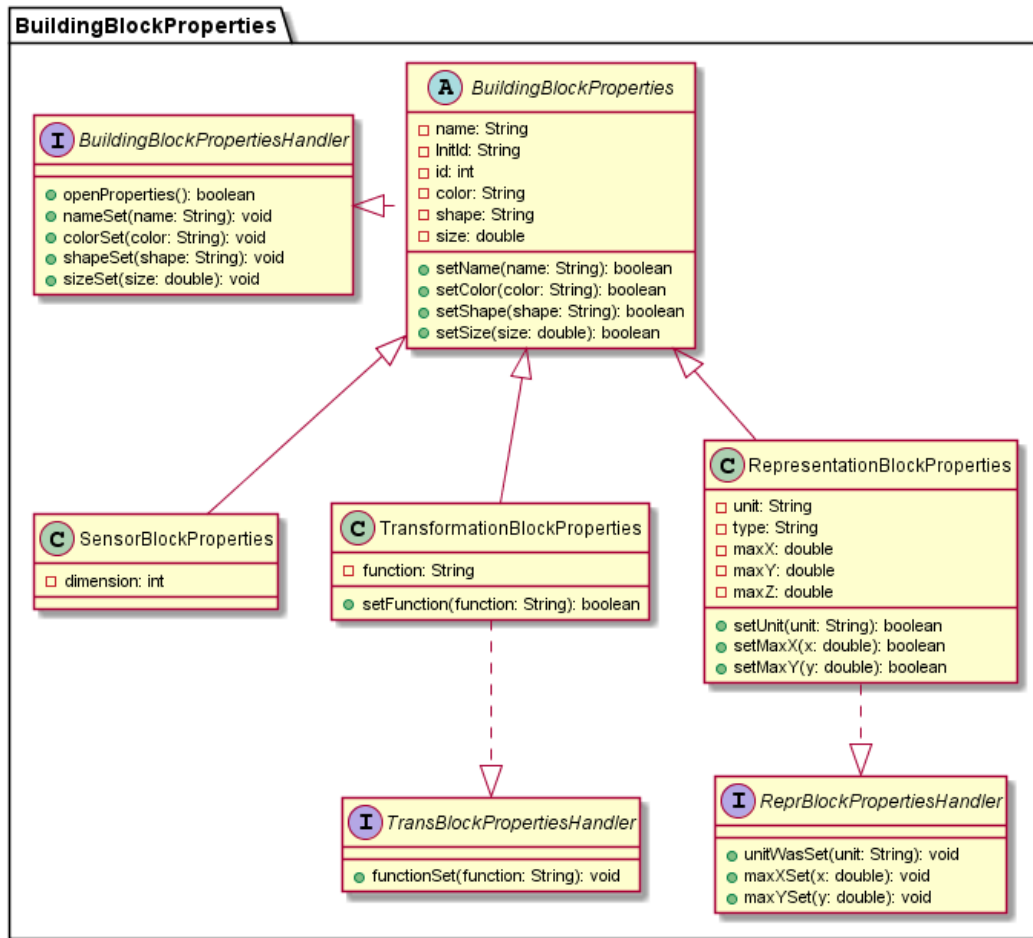 BuildingBlockProperties
A BuildingBlockProperties
name: String
InitId: String
id: int
color: String
shape: String
size: double
setName(name: String): boolean
setColor(color: String): boolean
setShape(shape: String): boolean
setSize(size: double): boolean
I BuildingBlockPropertiesHandler
openProperties(): boolean
nameSet(name: String): void
colorSet(color: String): void
shapeSet(shape: String): void
sizeSet(size: double): void
C SensorBlockProperties
dimension: int
C TransformationBlockProperties
function: String
setFunction(function: String): boolean
C RepresentationBlockProperties
unit: String
type: String
maxX: double
maxY: double
maxZ: double
setUnit(unit: String): boolean
setMaxX(x: double): boolean
setMaxY(y: double): boolean
I TransBlockPropertiesHandler
functionSet(function: String): void
I ReprBlockPropertiesHandler
unitWasSet(unit: String): void
maxXSet(x: double): void
maxYSet(y: double): void